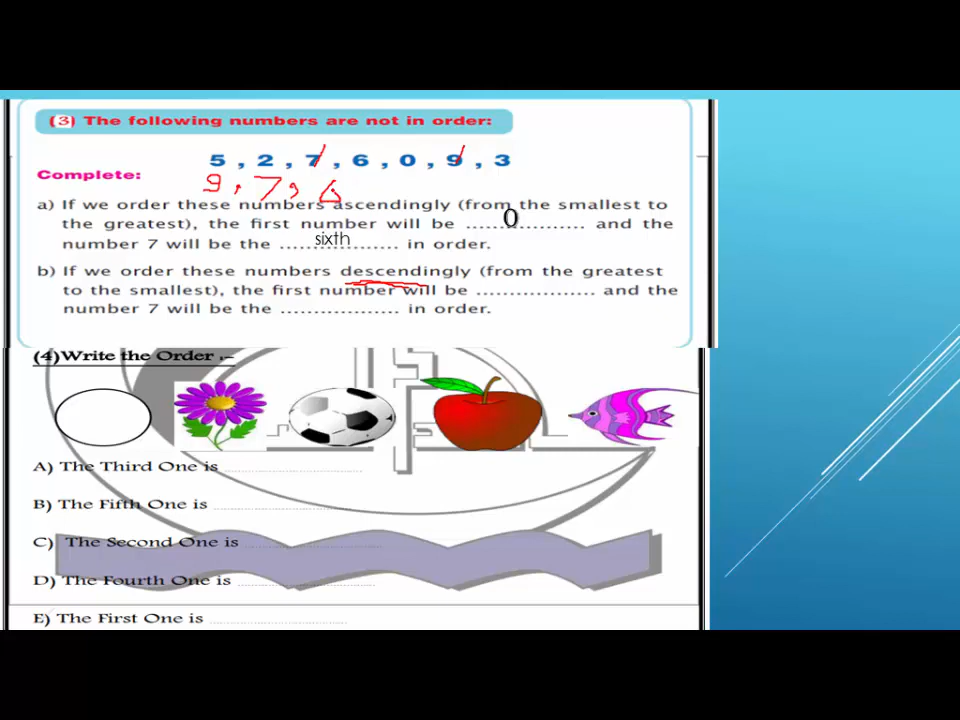 (3) The following numbers are not in order:
5 , 2 , 7 , 6 , 0 , 9 , 3
Complete:
9 , 7 , 6
a) If we order these numbers ascendingly (from the smallest to
the greatest), the first number will be ........0............ and the
number 7 will be the ......sixth........ in order.
b) If we order these numbers descendingly (from the greatest
to the smallest), the first number will be .................... and the
number 7 will be the .................... in order.
(4)Write the Order :-
A) The Third One is ....................
B) The Fifth One is ....................
C) The Second One is ....................
D) The Fourth One is ....................
E) The First One is ....................